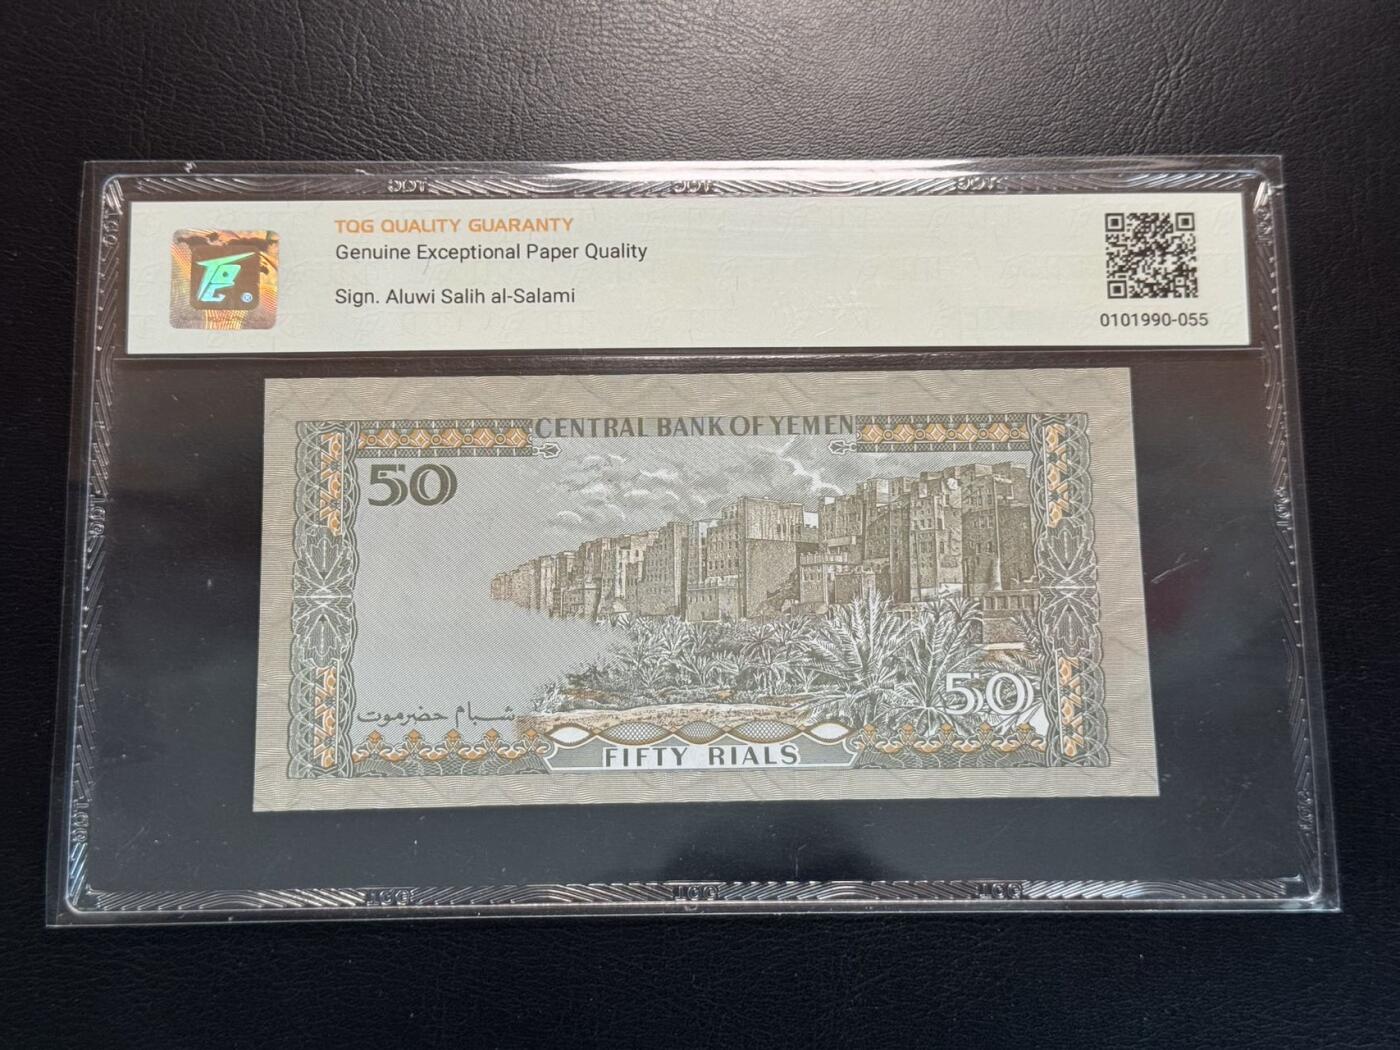 TQG QUALITY GUARANTY
Genuine Exceptional Paper Quality
Sign. Aluwi Salih al-Salami
0101990-055
CENTRAL BANK OF YEMEN
50
50
شبام حضرموت
FIFTY RIALS